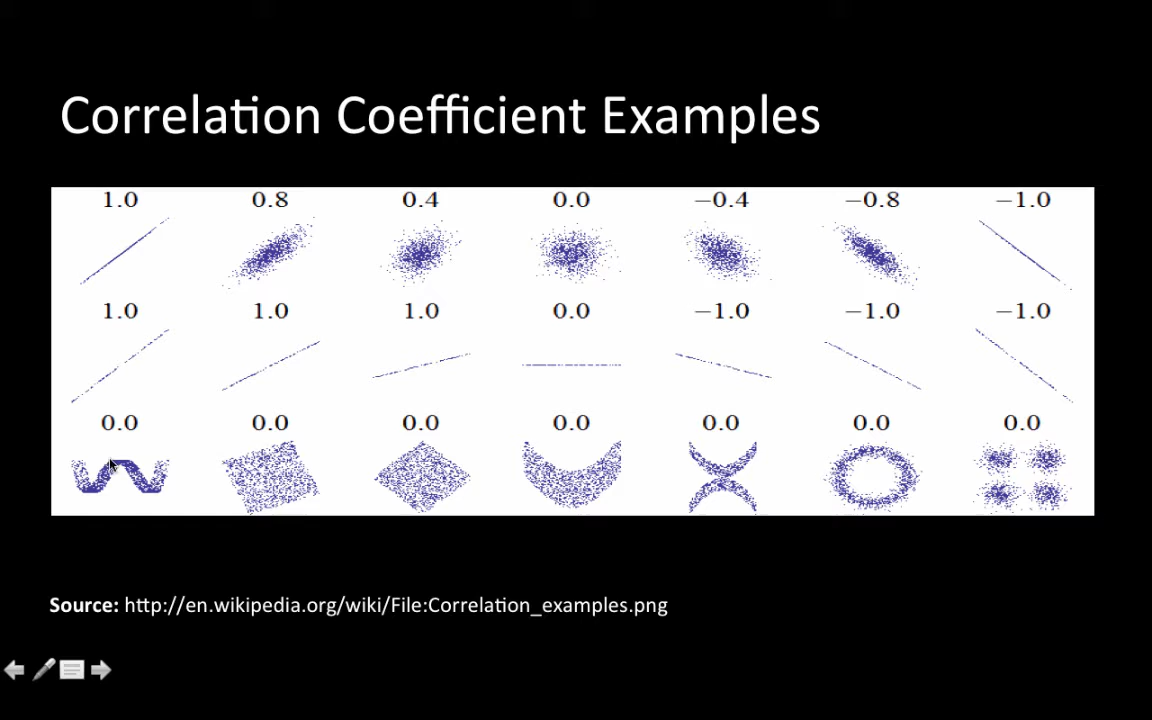 Correlation Coefficient Examples
1.0 0.8 0.4 0.0 −0.4 −0.8 −1.0
1.0 1.0 1.0 0.0 −1.0 −1.0 −1.0
0.0 0.0 0.0 0.0 0.0 0.0 0.0
Source: http://en.wikipedia.org/wiki/File:Correlation_examples.png